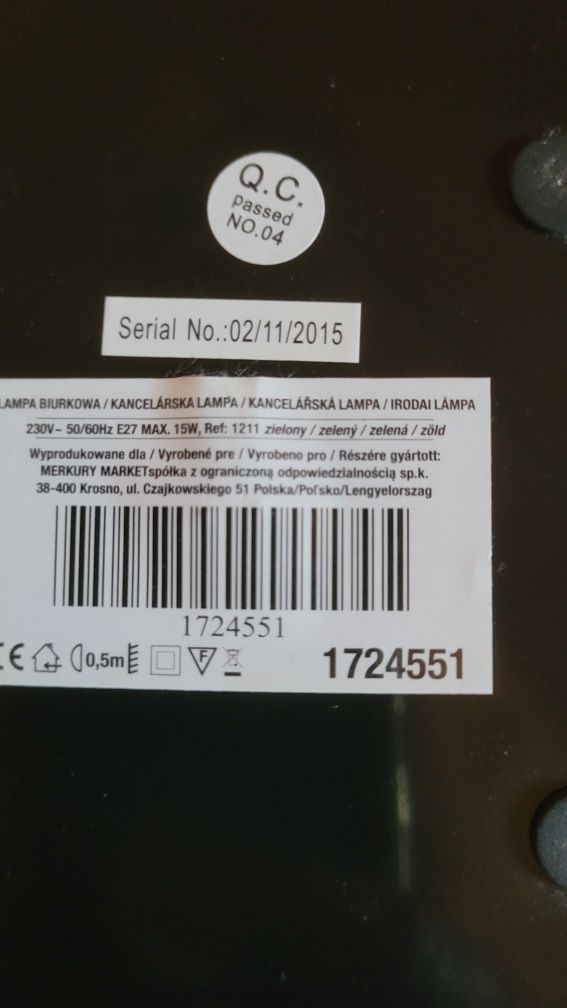 Q.C.
passed
NO.04
Serial No.:02/11/2015
LAMPA BIURKOWA / KANCELÁRSKA LAMPA / KANCELÁŘSKÁ LAMPA / IRODAI LÁMPA
230V~ 50/60Hz E27 MAX. 15W, Ref: 1211 zielony / zelený / zelená / zöld
Wyprodukowane dla / Vyrobené pre / Vyrobeno pro / Részére gyártott:
MERKURY MARKETspółka z ograniczoną odpowiedzialnością sp.k.
38-400 Krosno, ul. Czajkowskiego 51 Polska/Poľsko/Lengyelorszag
1724551
CE 0,5m F 1724551